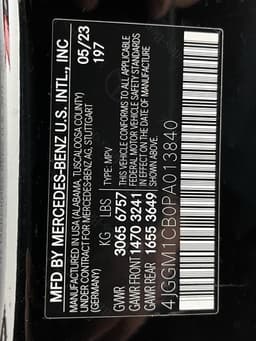 MFD BY MERCEDES-BENZ U.S. INTL., INC
MANUFACTURED IN USA (ALABAMA, TUSCALOOSA COUNTY)
UNDER CONTRACT FOR MERCEDES-BENZ AG, STUTTGART
(GERMANY)
05/23
197
KG LBS TYPE: MPV
GVWR 3065 6757
GAWR FRONT 1470 3241
GAWR REAR 1655 3649
THIS VEHICLE CONFORMS TO ALL APPLICABLE
FEDERAL MOTOR VEHICLE SAFETY STANDARDS
IN EFFECT ON THE DATE OF MANUFACTURE
SHOWN ABOVE.
4JGGM1CB0PA013840